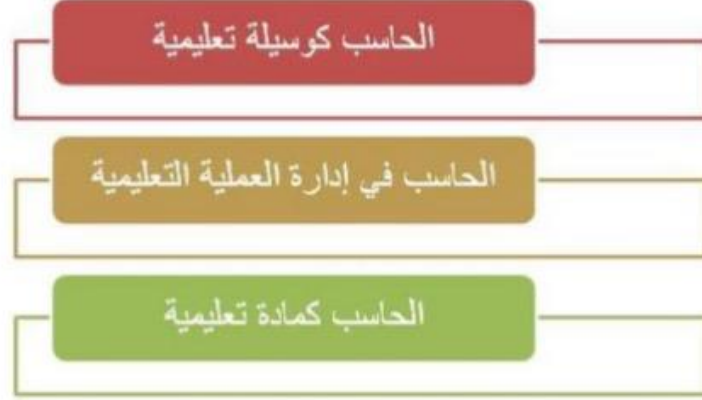 الحاسب كوسيلة تعليمية
الحاسب في إدارة العملية التعليمية
الحاسب كمادة تعليمية